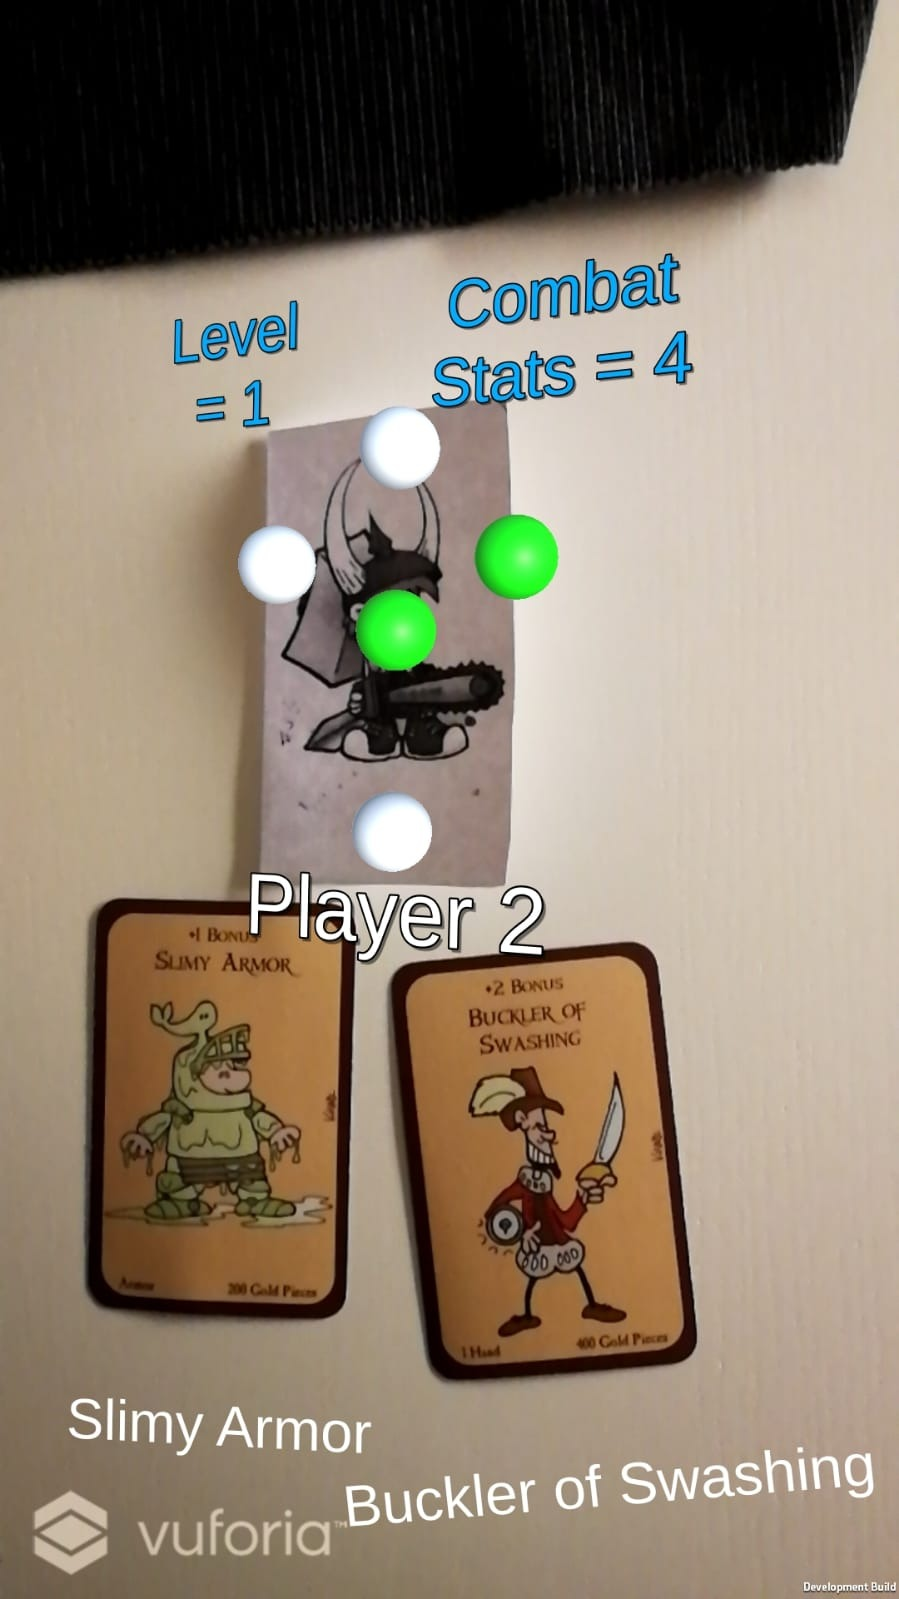 Level
= 1
Combat
Stats = 4
Player 2
+1 Bonus
Slimy Armor
Armor
200 Gold Pieces
+2 Bonus
Buckler of
Swashing
1 Hand
400 Gold Pieces
Slimy Armor
Buckler of Swashing
vuforia™
Development Build